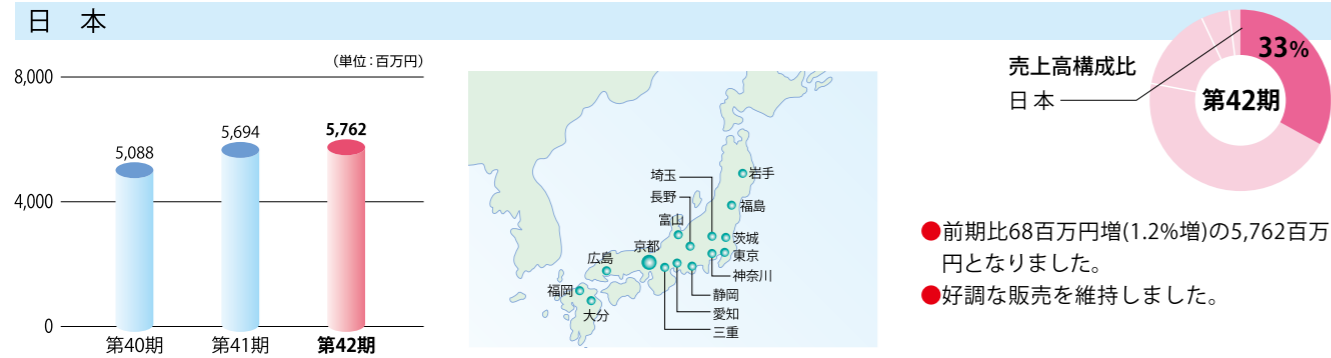 日 本
（単位：百万円）
8,000
4,000
0
5,088
5,694
5,762
第40期
第41期
第42期
岩手
埼玉
長野
福島
富山
京都
茨城
広島
東京
神奈川
福岡
静岡
大分
愛知
三重
売上高構成比
日 本
33%
第42期
●前期比68百万円増(1.2%増)の5,762百万
円となりました。
●好調な販売を維持しました。